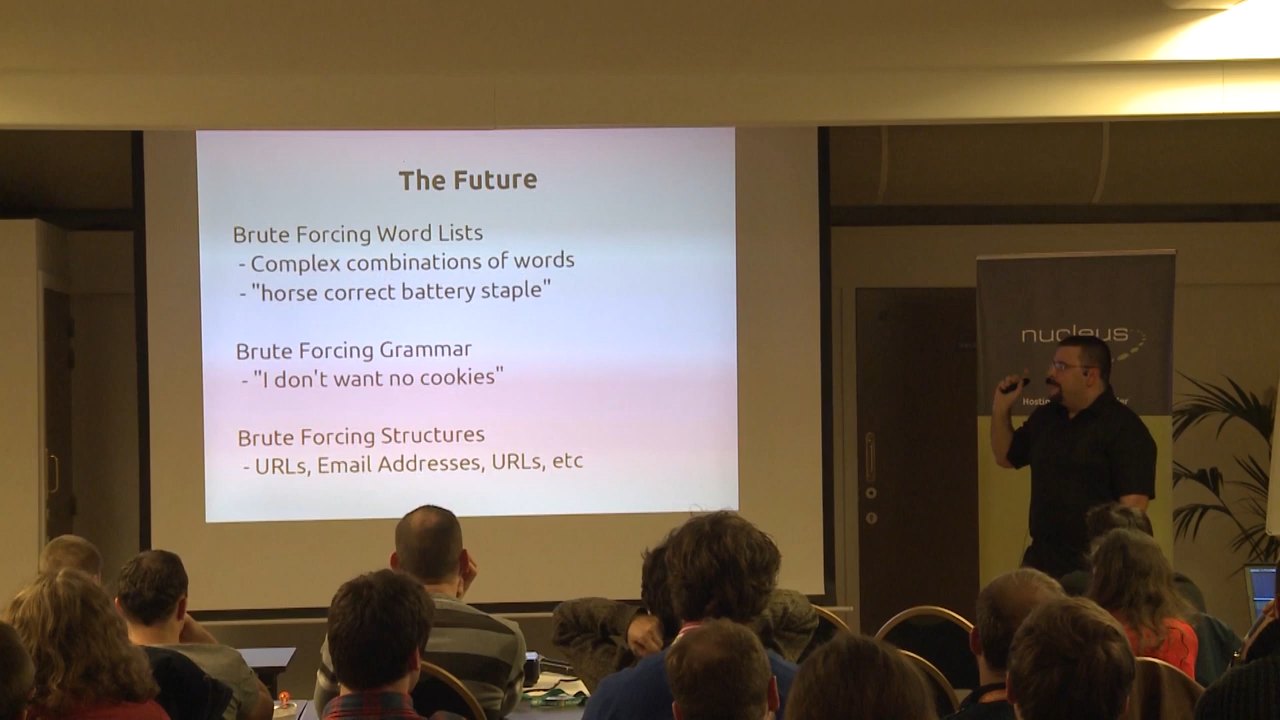 The Future
Brute Forcing Word Lists
- Complex combinations of words
- "horse correct battery staple"
Brute Forcing Grammar
- "I don't want no cookies"
Brute Forcing Structures
- URLs, Email Addresses, URLs, etc
nucleus